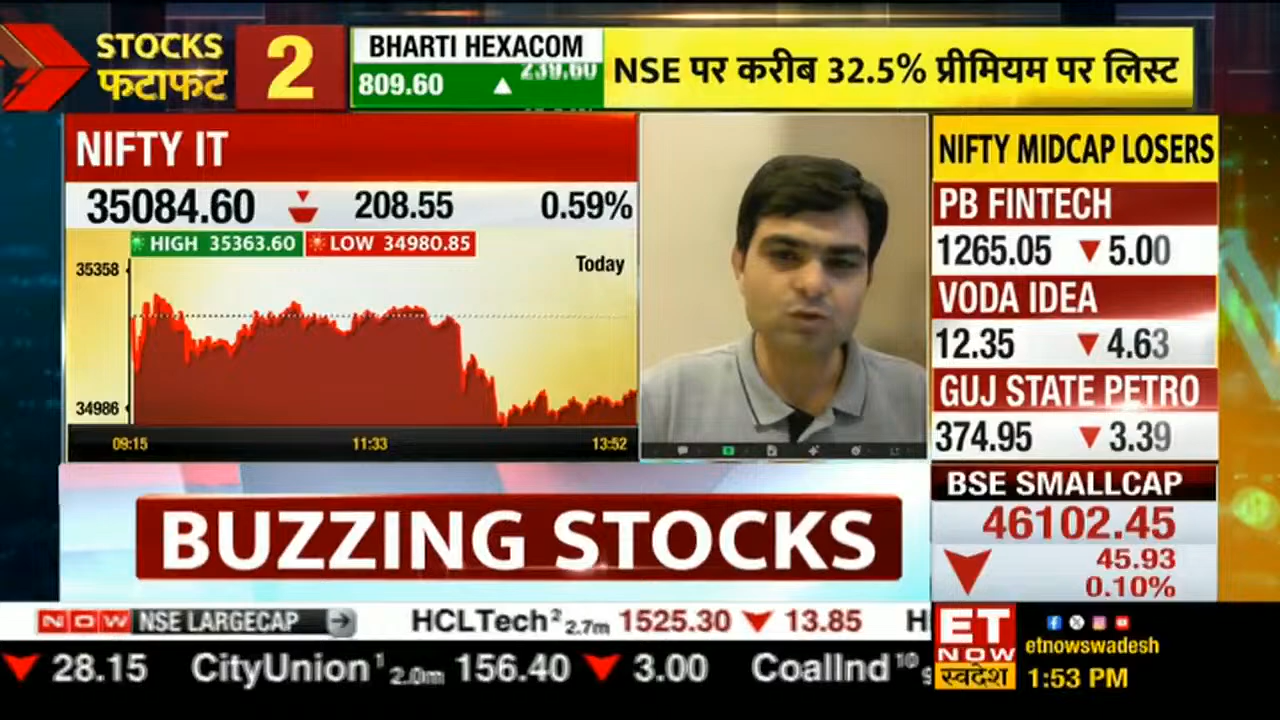 STOCKS
फटाफट
2
BHARTI HEXACOM
809.60 ▲
NSE पर करीब 32.5% प्रीमियम पर लिस्ट
NIFTY IT
35084.60 208.55 0.59%
HIGH 35363.60 LOW 34980.85
Today
35358
34986
09:15 11:33 13:52
NIFTY MIDCAP LOSERS
PB FINTECH
1265.05 ▼ 5.00
VODA IDEA
12.35 ▼ 4.63
GUJ STATE PETRO
374.95 ▼ 3.39
BSE SMALLCAP
46102.45
45.93
0.10%
BUZZING STOCKS
NOW NSE LARGECAP → HCLTech² 2.7m 1525.30 ▼ 13.85 H
▼ 28.15 CityUnion¹ 2.0m 156.40 ▼ 3.00 CoalInd¹⁰
ET
NOW
स्वदेश
etnowswadesh
1:53 PM